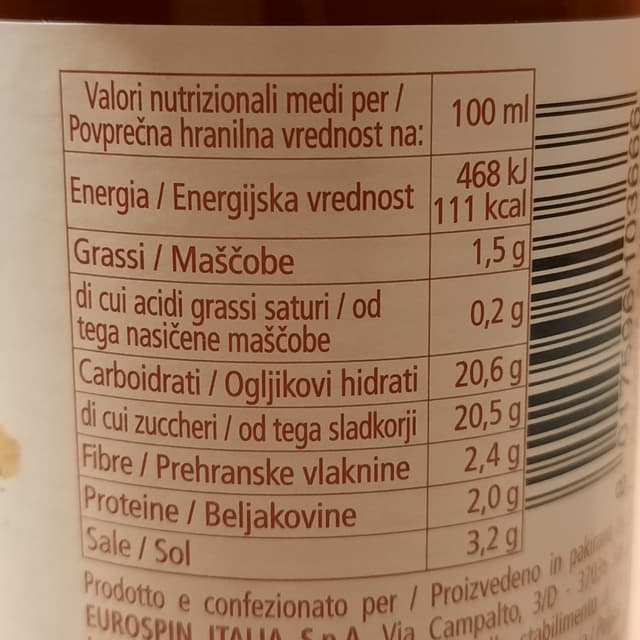 Valori nutrizionali medi per /
Povprečna hranilna vrednost na:
100 ml
Energia / Energijska vrednost
468 kJ
111 kcal
Grassi / Maščobe
1,5 g
di cui acidi grassi saturi / od
tega nasičene maščobe
0,2 g
Carboidrati / Ogljikovi hidrati
20,6 g
di cui zuccheri / od tega sladkorji
20,5 g
Fibre / Prehranske vlaknine
2,4 g
Proteine / Beljakovine
2,0 g
Sale / Sol
3,2 g
Prodotto e confezionato per / Proizvedeno in
EUROSPIN ITALIA S.p.A. Via Campalto, 3/D -